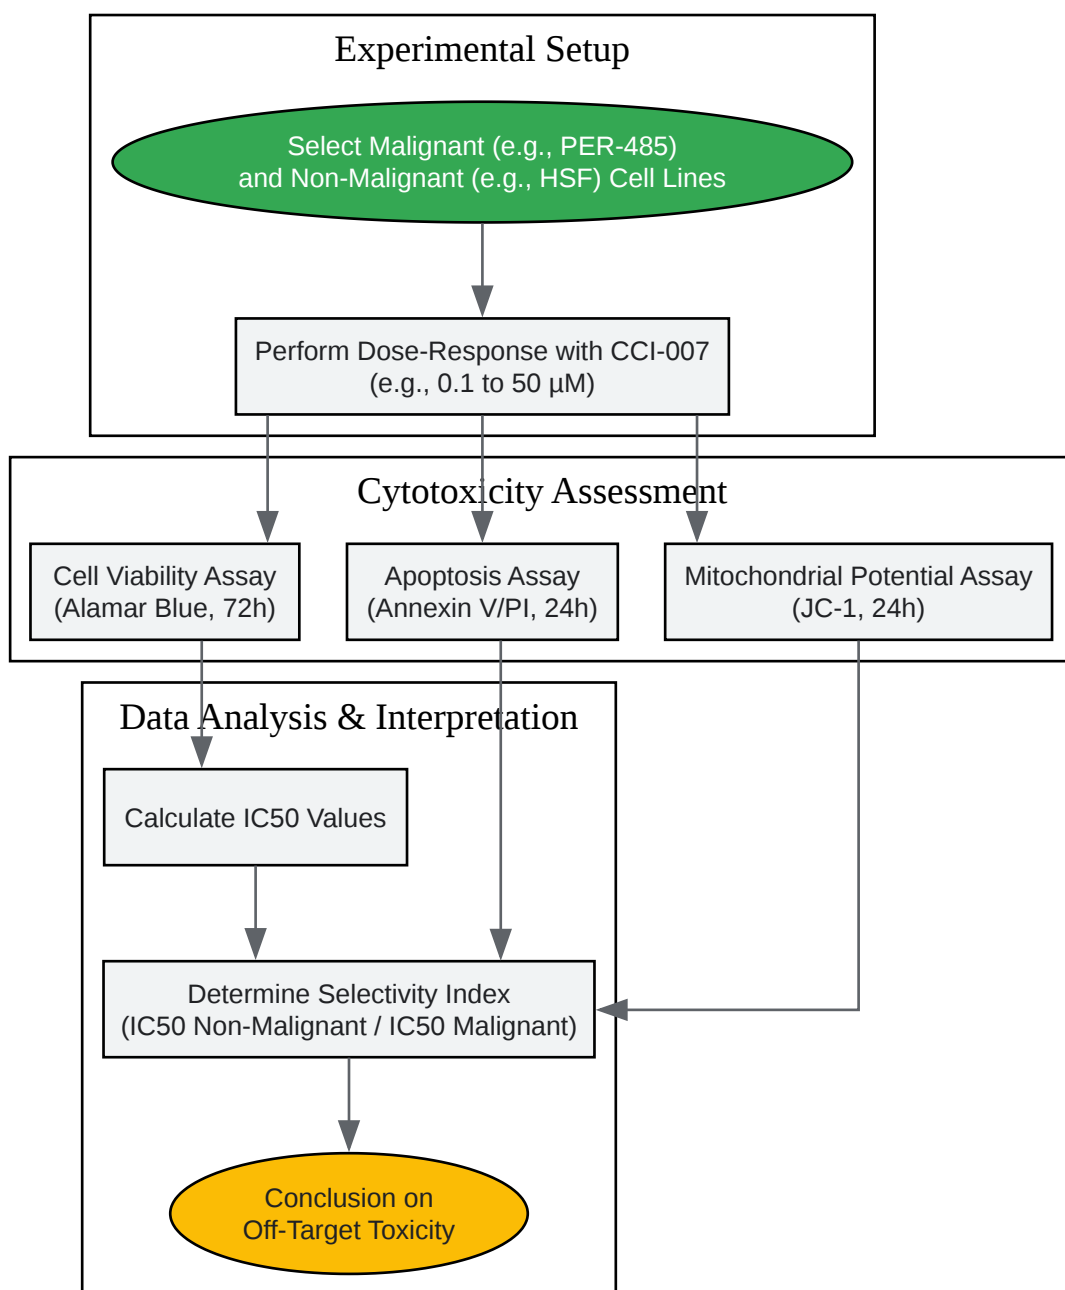 Experimental Setup
Select Malignant (e.g., PER-485)
and Non-Malignant (e.g., HSF) Cell Lines
Perform Dose-Response with CCI-007
(e.g., 0.1 to 50 µM)
Cytotoxicity Assessment
Cell Viability Assay
(Alamar Blue, 72h)
Apoptosis Assay
(Annexin V/PI, 24h)
Mitochondrial Potential Assay
(JC-1, 24h)
Data Analysis & Interpretation
Calculate IC50 Values
Determine Selectivity Index
(IC50 Non-Malignant / IC50 Malignant)
Conclusion on
Off-Target Toxicity